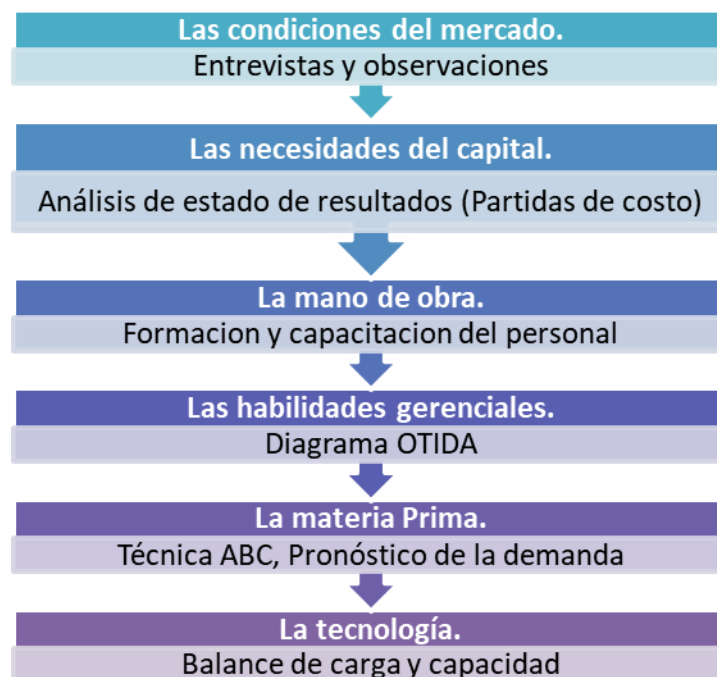 Las condiciones del mercado.
Entrevistas y observaciones
Las necesidades del capital.
Análisis de estado de resultados (Partidas de costo)
La mano de obra.
Formacion y capacitacion del personal
Las habilidades gerenciales.
Diagrama OTIDA
La materia Prima.
Técnica ABC, Pronóstico de la demanda
La tecnología.
Balance de carga y capacidad